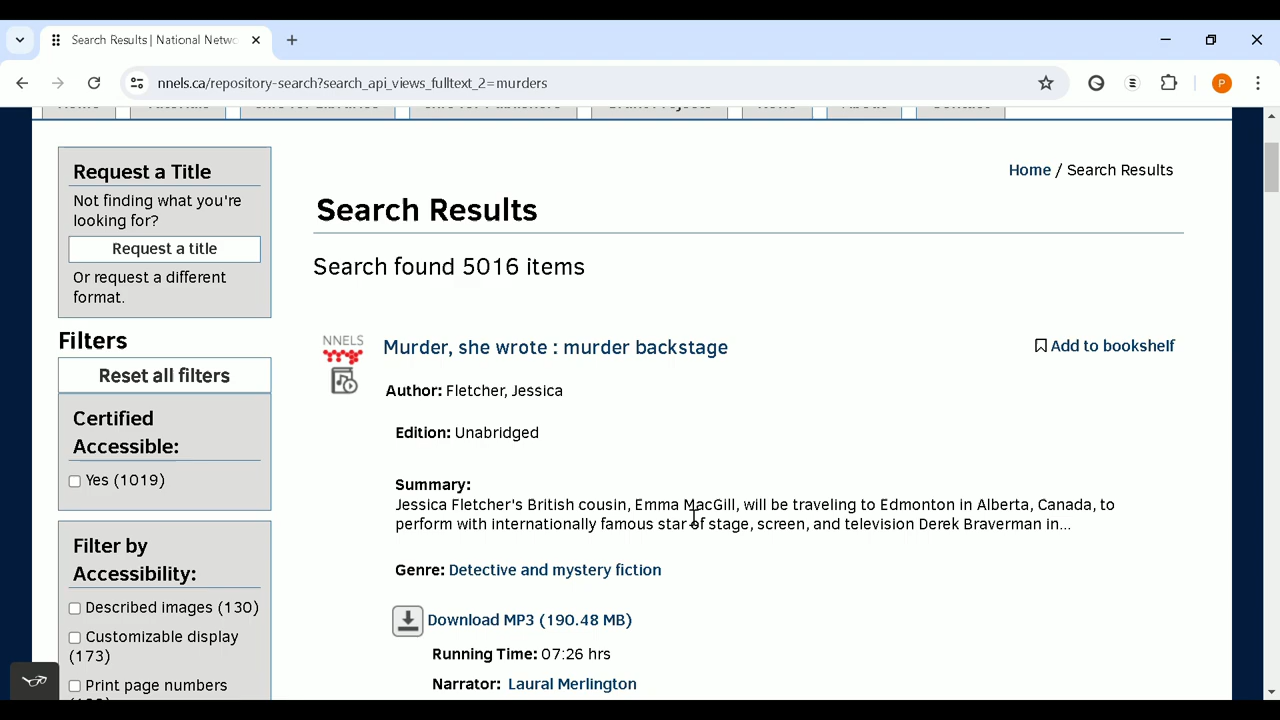 Search Results | National Netwo
nnels.ca/repository-search?search_api_views_fulltext_2=murders
P
Request a Title
Not finding what you're
looking for?
Request a title
Or request a different
format.
Filters
Reset all filters
Certified
Accessible:
Yes (1019)
Filter by
Accessibility:
Described images (130)
Customizable display
(173)
Print page numbers
Home / Search Results
Search Results
Search found 5016 items
NNELS
Murder, she wrote : murder backstage
Add to bookshelf
Author: Fletcher, Jessica
Edition: Unabridged
Summary:
Jessica Fletcher's British cousin, Emma MacGill, will be traveling to Edmonton in Alberta, Canada, to
perform with internationally famous star of stage, screen, and television Derek Braverman in...
Genre: Detective and mystery fiction
Download MP3 (190.48 MB)
Running Time: 07:26 hrs
Narrator: Laural Merlington